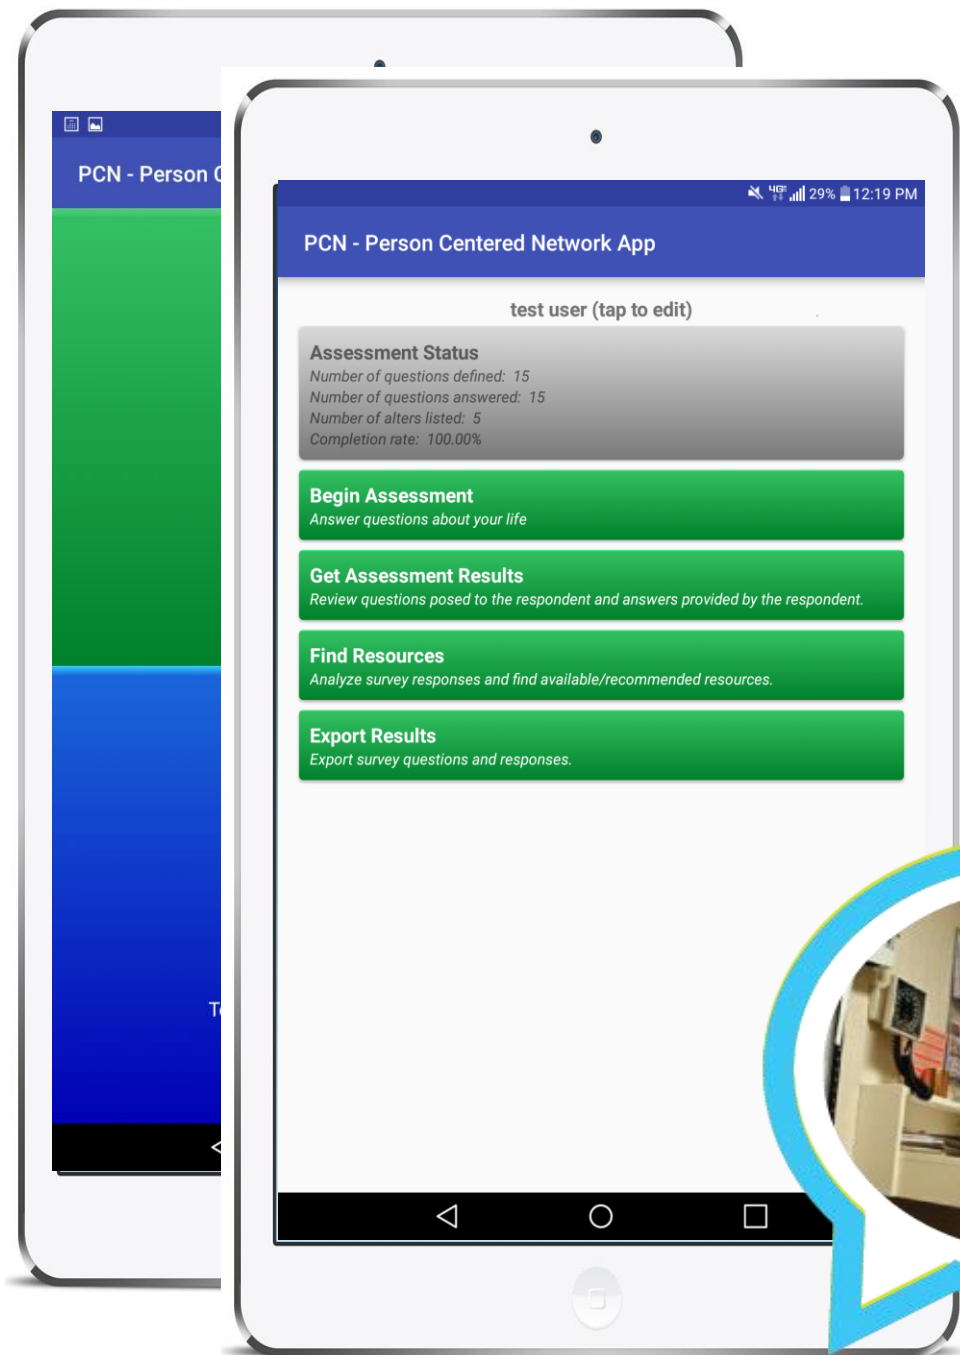 PCN - Person C
4GE 29% 12:19 PM
PCN - Person Centered Network App
test user (tap to edit)
Assessment Status
Number of questions defined: 15
Number of questions answered: 15
Number of alters listed: 5
Completion rate: 100.00%
Begin Assessment
Answer questions about your life
Get Assessment Results
Review questions posed to the respondent and answers provided by the respondent.
Find Resources
Analyze survey responses and find available/recommended resources.
Export Results
Export survey questions and responses.